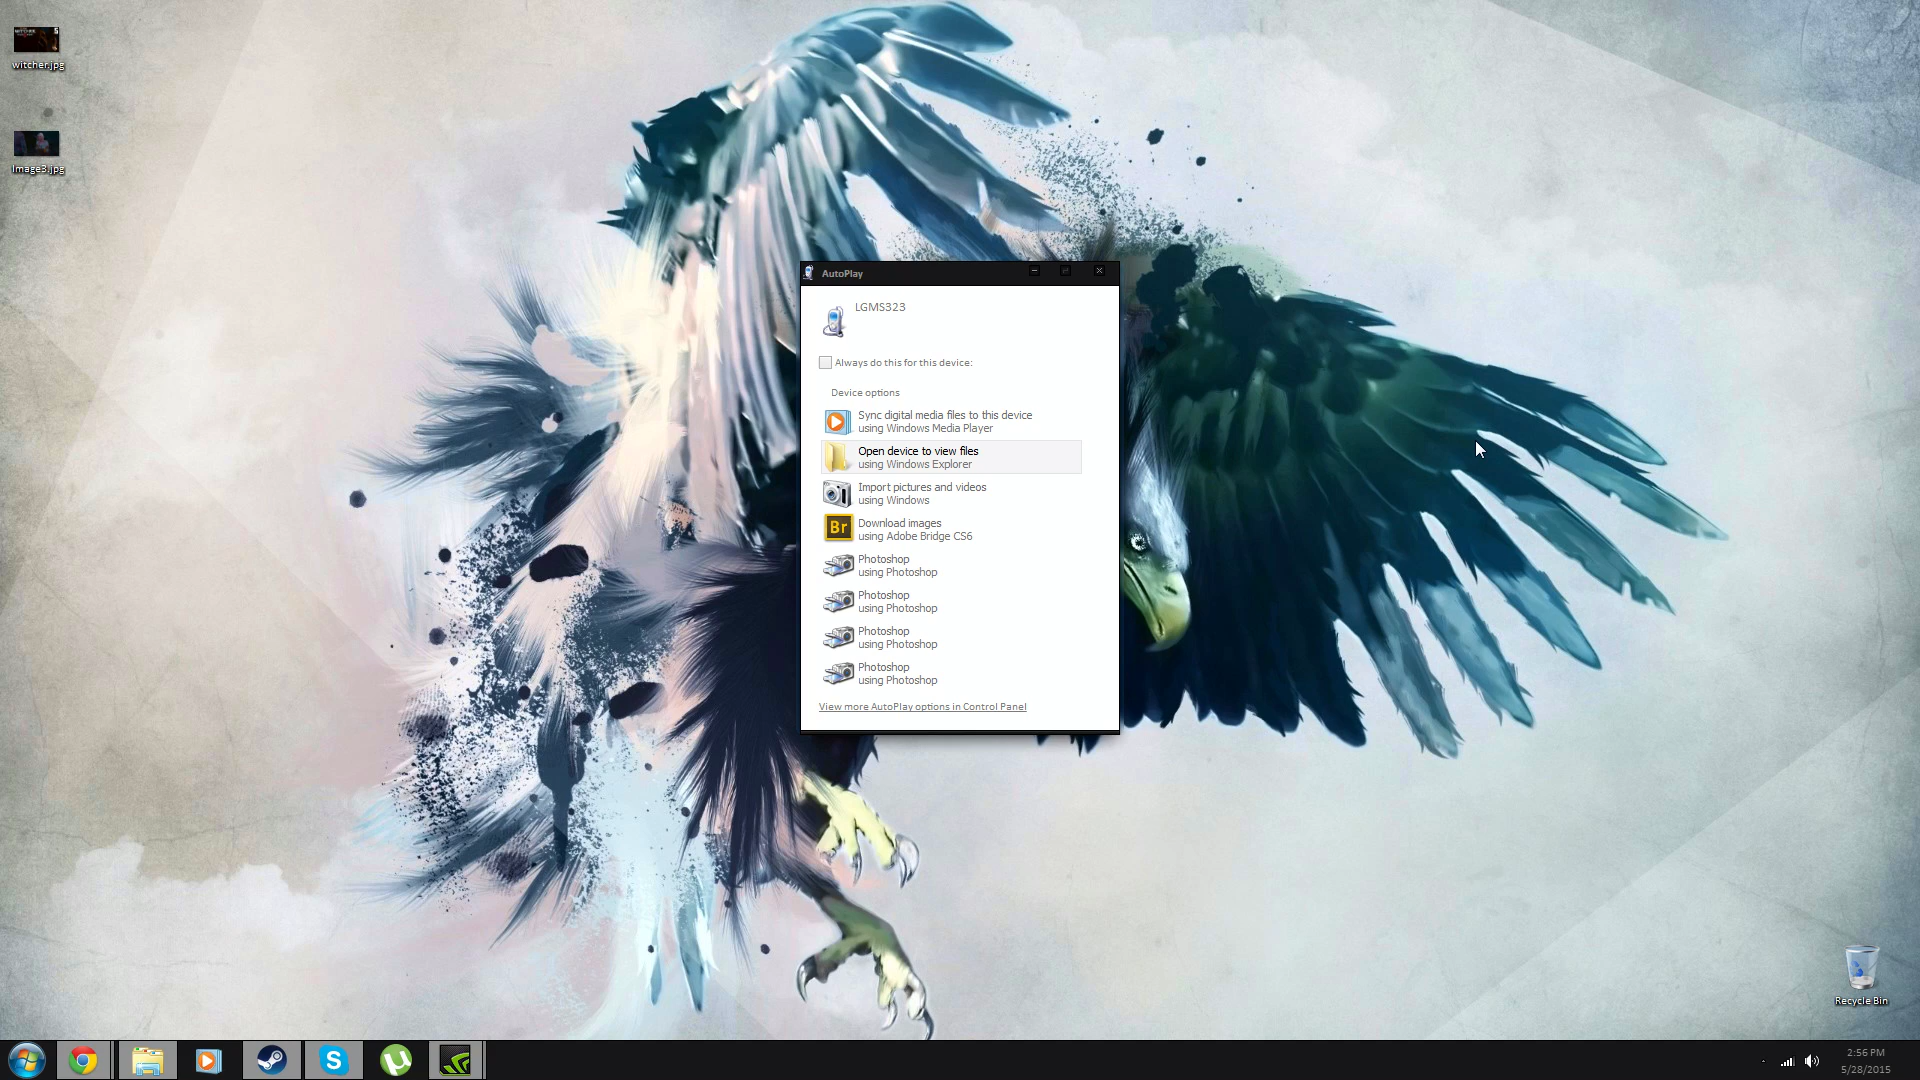 witcher.jpg
Image3.jpg
AutoPlay
LGMS323
Always do this for this device:
Device options
Sync digital media files to this device
using Windows Media Player
Open device to view files
using Windows Explorer
Import pictures and videos
using Windows
Br
Download images
using Adobe Bridge CS6
Photoshop
using Photoshop
Photoshop
using Photoshop
Photoshop
using Photoshop
Photoshop
using Photoshop
View more AutoPlay options in Control Panel
Recycle Bin
2:56 PM
5/28/2015